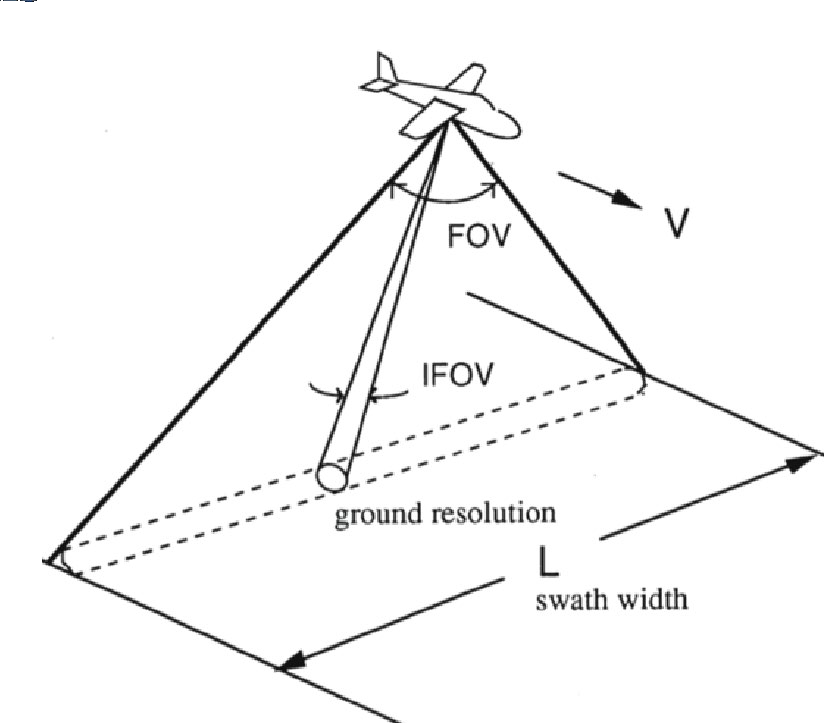 V
FOV
IFOV
ground resolution
L
swath width